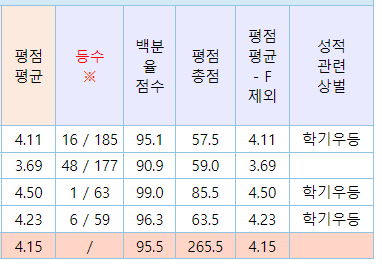 평점 평균 등수 ※ 백분율 점수 평점 총점 평점 평균 - F 제외 성적 관련 상벌
4.11 16 / 185 95.1 57.5 4.11 학기우등
3.69 48 / 177 90.9 59.0 3.69
4.50 1 / 63 99.0 85.5 4.50 학기우등
4.23 6 / 59 96.3 63.5 4.23 학기우등
4.15 / 95.5 265.5 4.15